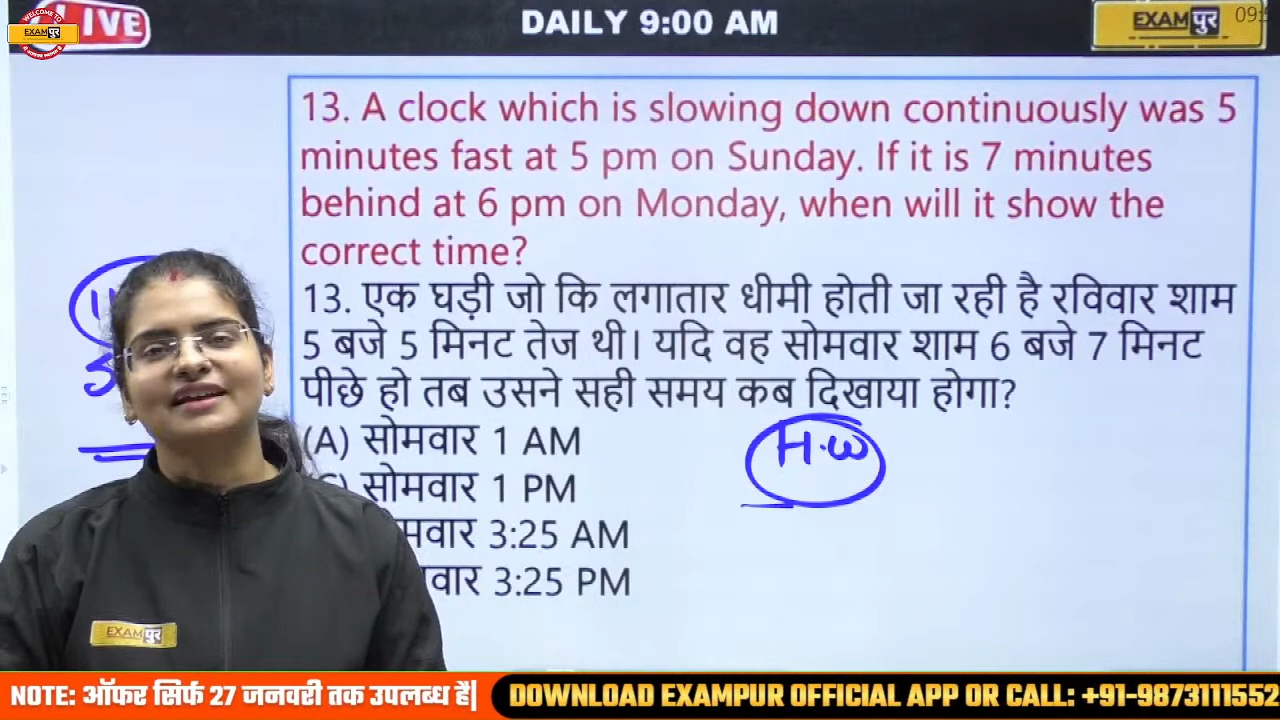 WELCOME TO
EXAMपुर
LIVE
DAILY 9:00 AM
EXAMपुर
13. A clock which is slowing down continuously was 5
minutes fast at 5 pm on Sunday. If it is 7 minutes
behind at 6 pm on Monday, when will it show the
correct time?
13. एक घड़ी जो कि लगातार धीमी होती जा रही है रविवार शाम
5 बजे 5 मिनट तेज थी। यदि वह सोमवार शाम 6 बजे 7 मिनट
पीछे हो तब उसने सही समय कब दिखाया होगा?
(A) सोमवार 1 AM
सोमवार 1 PM
3:25 AM
3:25 PM
H.W
EXAMपुर
NOTE: ऑफर सिर्फ 27 जनवरी तक उपलब्ध है|
DOWNLOAD EXAMPUR OFFICIAL APP OR CALL: +91-9873111552